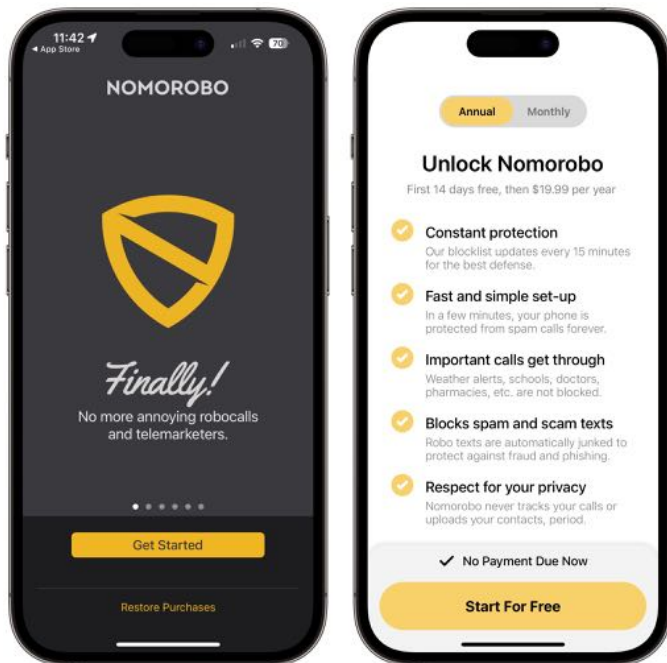 11:42
App Store
70
NOMOROBO
Finally!
No more annoying robocalls
and telemarketers.
Get Started
Restore Purchases
Annual
Monthly
Unlock Nomorobo
First 14 days free, then $19.99 per year
Constant protection
Our blocklist updates every 15 minutes
for the best defense.
Fast and simple set-up
In a few minutes, your phone is
protected from spam calls forever.
Important calls get through
Weather alerts, schools, doctors,
pharmacies, etc. are not blocked.
Blocks spam and scam texts
Robo texts are automatically junked to
protect against fraud and phishing.
Respect for your privacy
Nomorobo never tracks your calls or
uploads your contacts, period.
No Payment Due Now
Start For Free